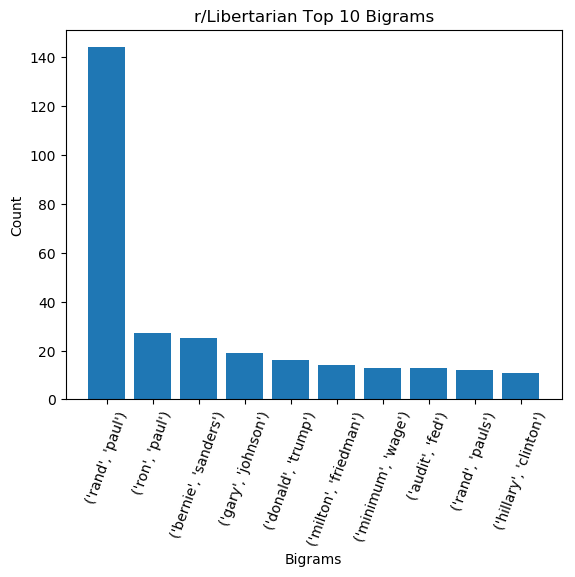 r/Libertarian Top 10 Bigrams
140
120
100
80
60
40
20
0
Count
('rand', 'paul')
('ron', 'paul')
('bernie', 'sanders')
('gary', 'johnson')
('donald', 'trump')
('milton', 'friedman')
('minimum', 'wage')
('audit', 'fed')
('rand', 'pauls')
('hillary', 'clinton')
Bigrams